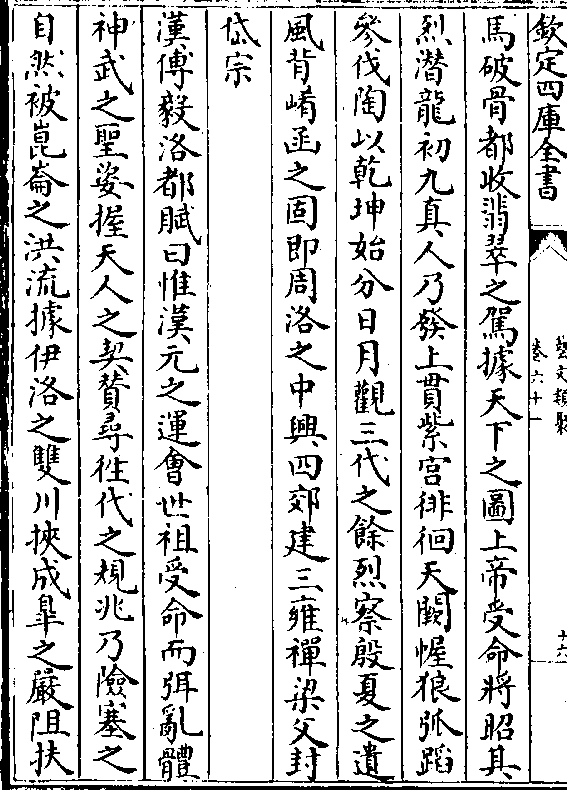 欽定四庫全書
藝文類聚
卷六十一
十六
馬破骨都收翡翠之駕據天下之圖上帝受命將昭其
烈潛龍初九真人乃發上貫紫宮徘徊天闕握狼弧蹈
參伐陶以乾坤始分日月觀三代之餘烈察殷夏之遺
風背崤函之固即周洛之中興四郊建三雍禪梁父封
岱宗
漢傅毅洛都賦曰惟漢元之運會世祖受命而弭亂體
神武之聖姿握天人之契贊尋往代之規兆乃險塞之
自然被崑崙之洪流據伊洛之雙川挾成皐之嚴阻扶